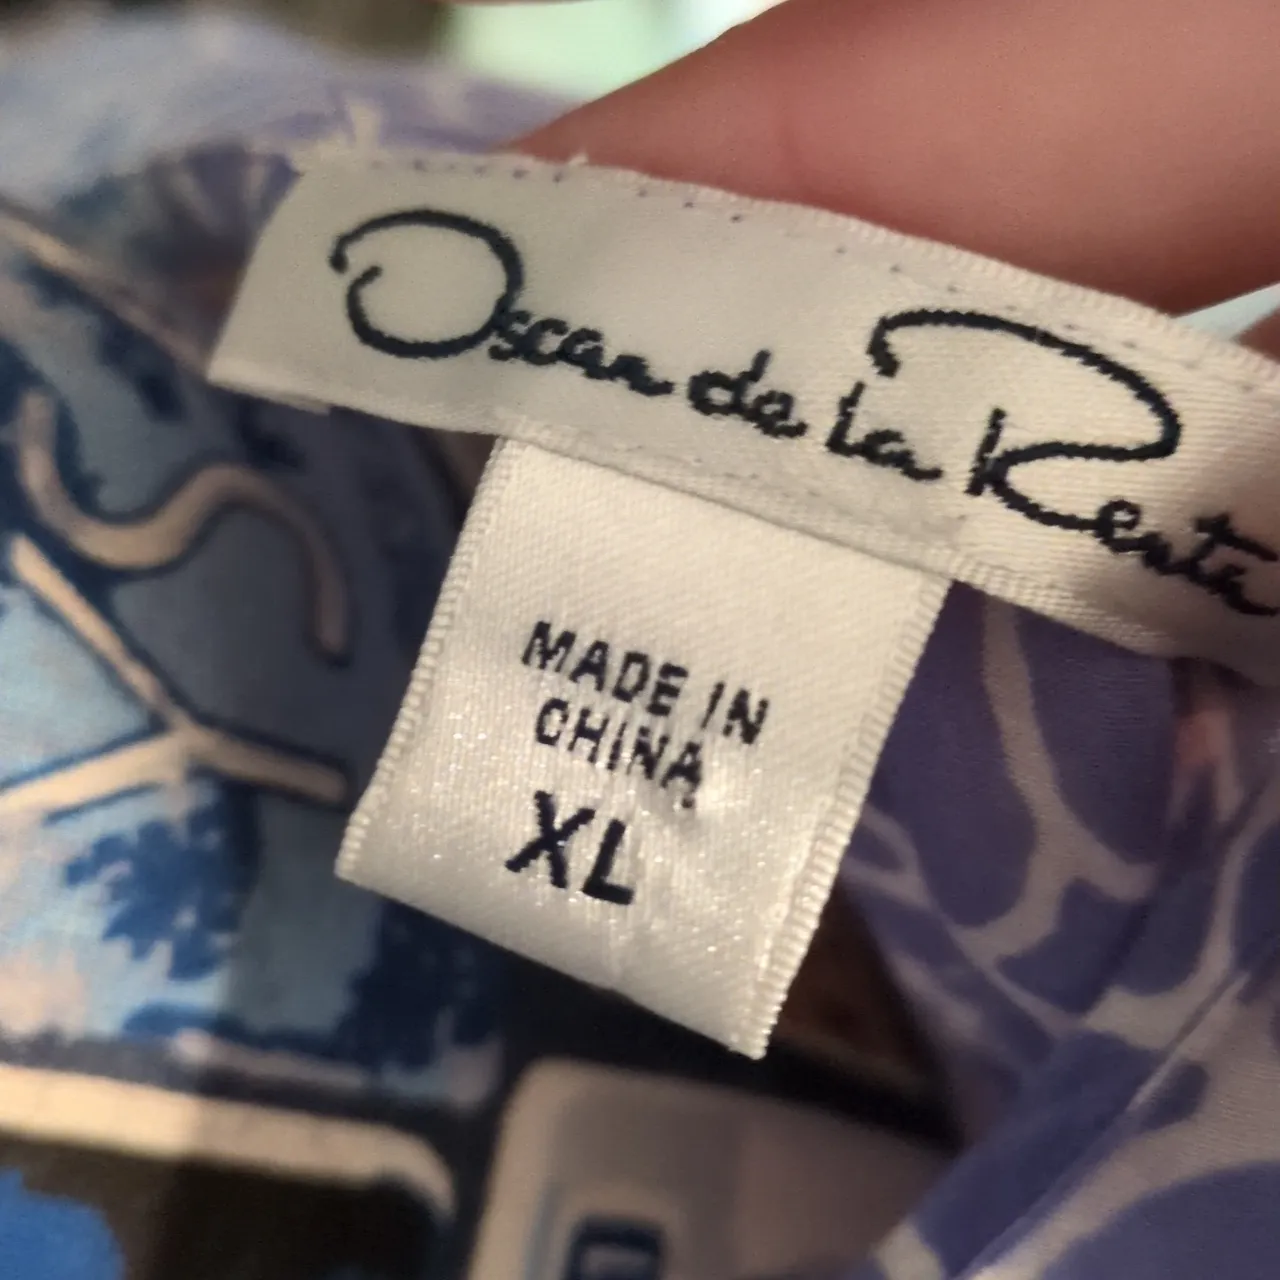 Oscar de la Renta
MADE IN
CHINA
XL